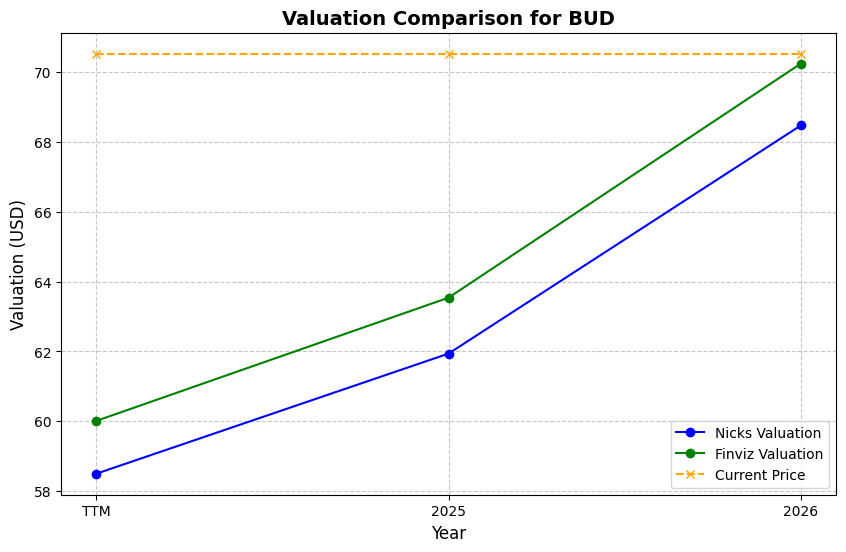 Valuation Comparison for BUD
Valuation (USD)
70
68
66
64
62
60
58
TTM
2025
2026
Year
Nicks Valuation
Finviz Valuation
Current Price